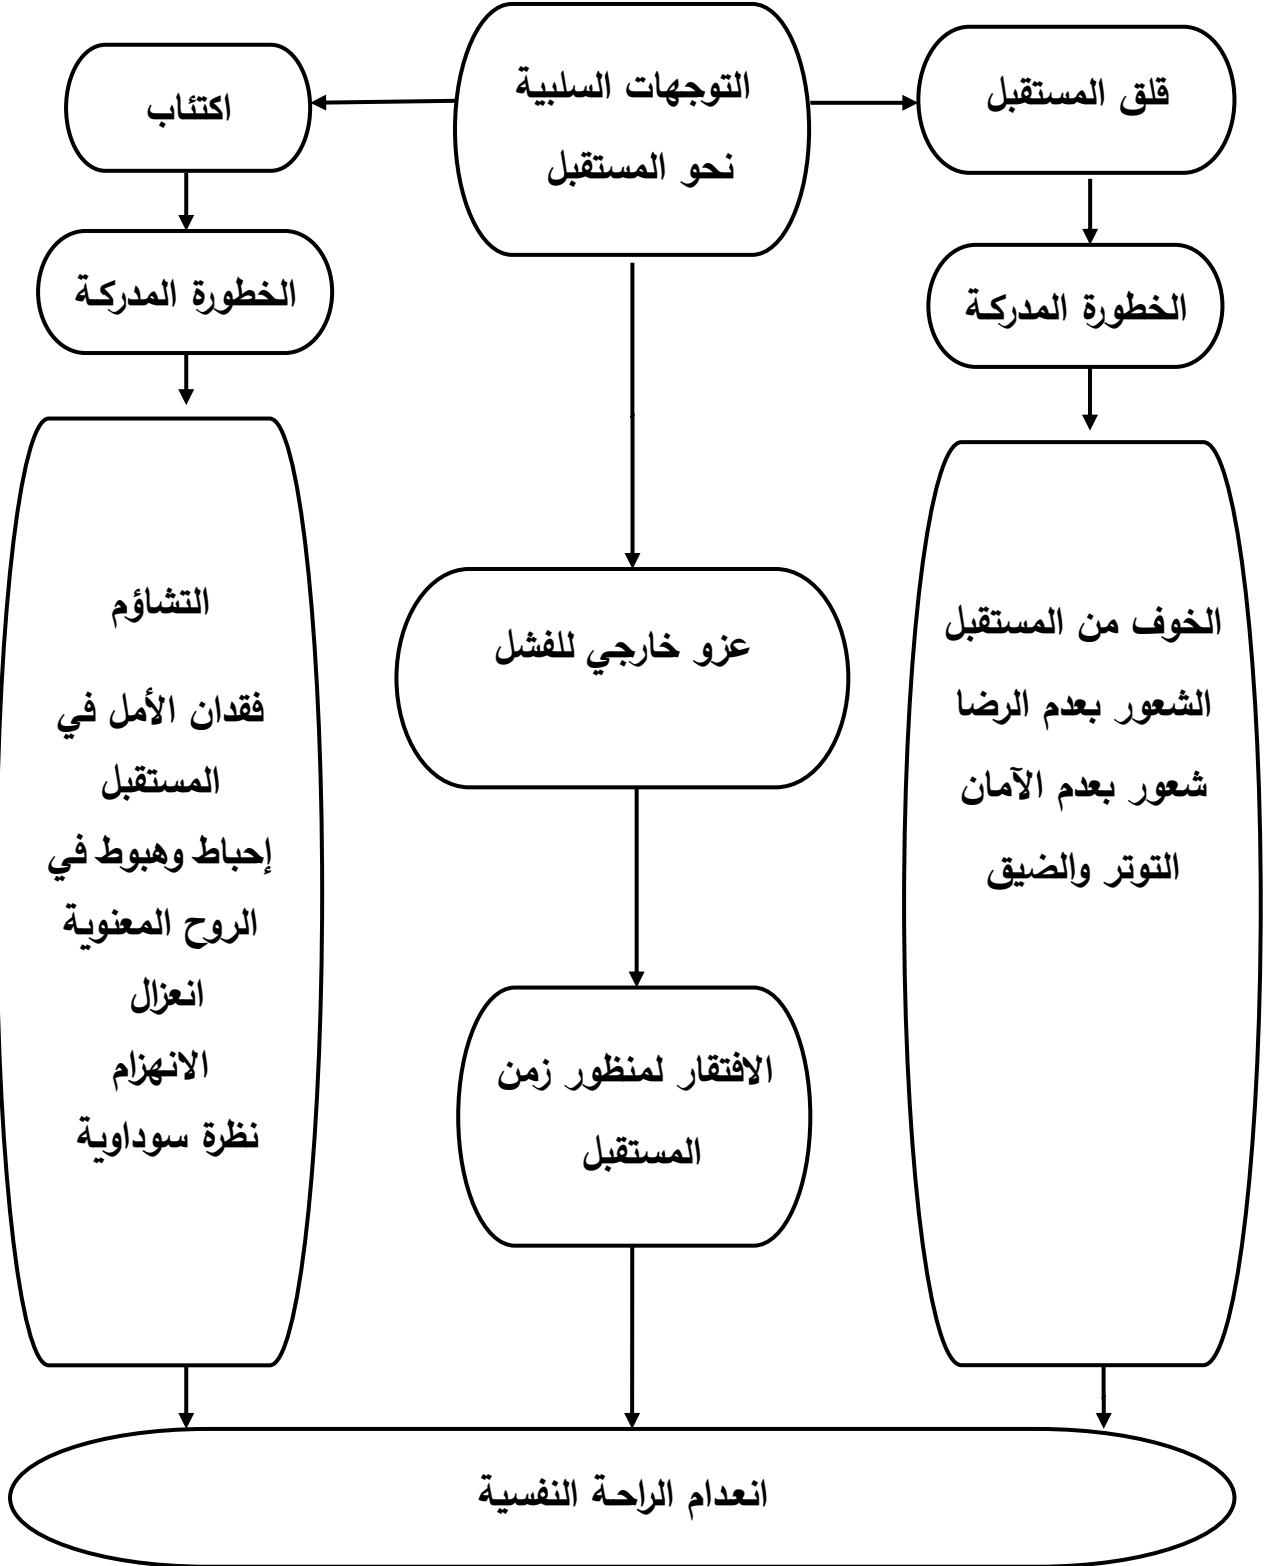 قلق المستقبل
التوجهات السلبية
نحو المستقبل
اكتئاب
الخطورة المدركة
الخطورة المدركة
الخوف من المستقبل
الشعور بعدم الرضا
شعور بعدم الآمان
التوتر والضيق
عزو خارجي للفشل
الافتقار لمنظور زمن
المستقبل
التشاؤم
فقدان الأمل في
المستقبل
إحباط وهبوط في
الروح المعنوية
انعزال
الانهزام
نظرة سوداوية
انعدام الراحة النفسية